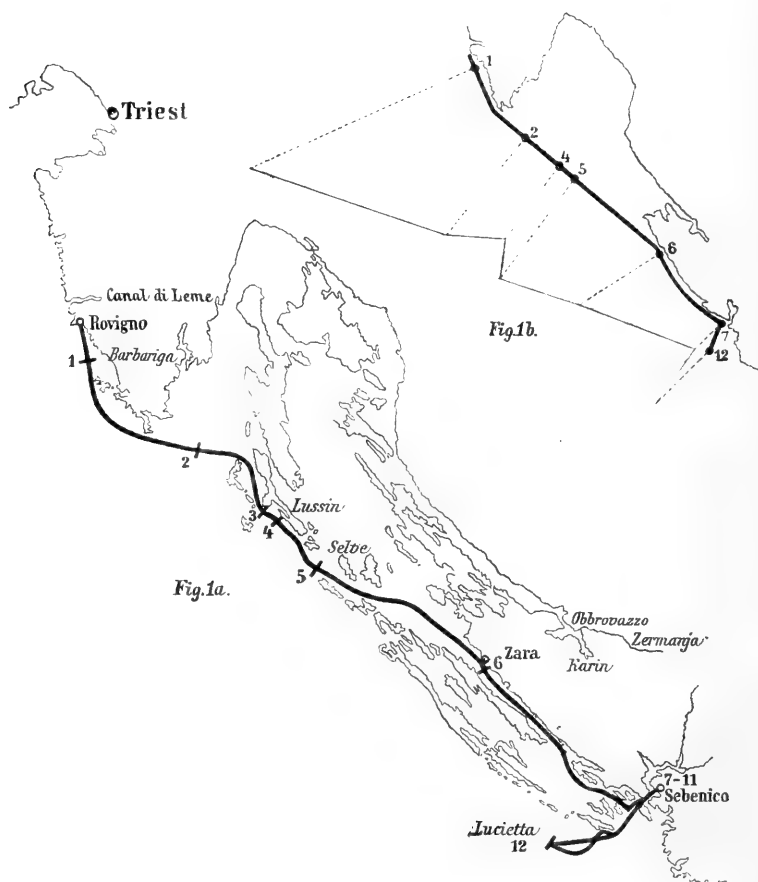 1
Triest
2
4
5
6
Canal di Leme
Rovigno
Fig.1b.
7
1
Barbariga
12
2
3
Lussin
4
Selve
5
Fig.1a.
Obbrovazzo
Zermanja
Zara
6
Karin
7-11
Sebenico
Lucietta
12